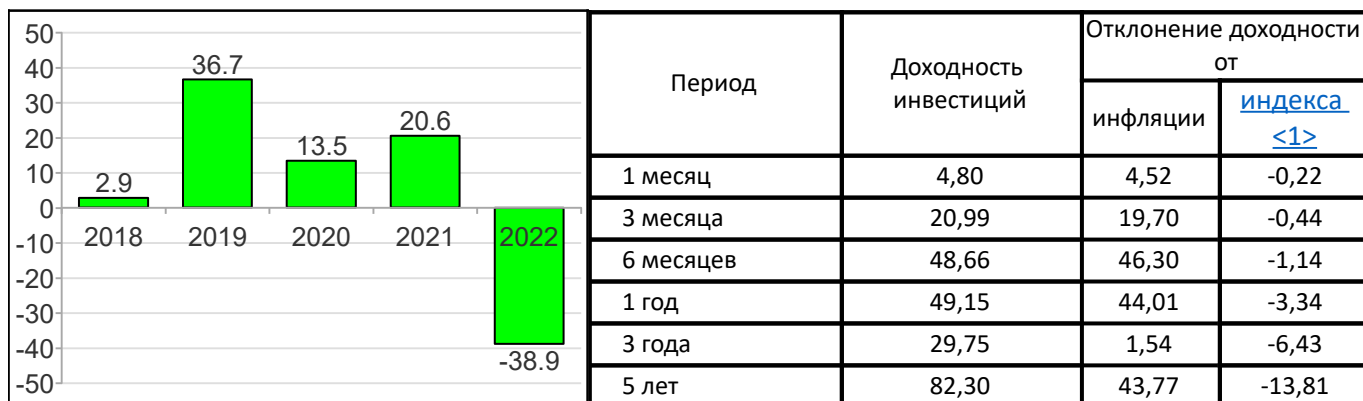 50
40
30
20
10
0
-10
-20
-30
-40
-50
2.9
36.7
13.5
20.6
-38.9
2018 2019 2020 2021 2022
Период
Доходность
инвестиций
Отклонение доходности
от
инфляции
индекса
<1>
1 месяц 4,80 4,52 -0,22
3 месяца 20,99 19,70 -0,44
6 месяцев 48,66 46,30 -1,14
1 год 49,15 44,01 -3,34
3 года 29,75 1,54 -6,43
5 лет 82,30 43,77 -13,81